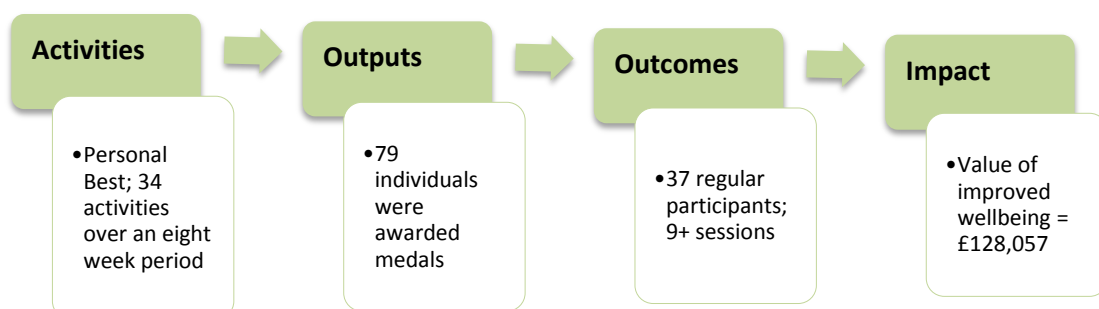 Activities
•Personal
Best; 34
activities
over an eight
week period
Outputs
•79
individuals
were
awarded
medals
Outcomes
•37 regular
participants;
9+ sessions
Impact
•Value of
improved
wellbeing =
£128,057